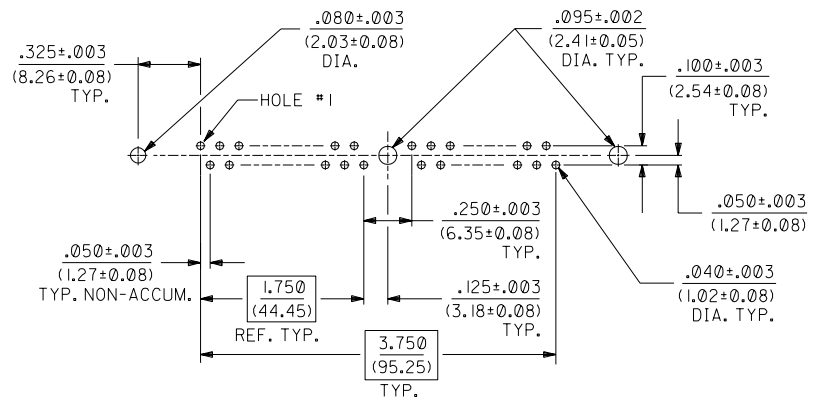 .080±.003
(2.03±0.08)
DIA.
.095±.002
(2.41±0.05)
DIA. TYP.
.325±.003
(8.26±0.08)
TYP.
.100±.003
(2.54±0.08)
TYP.
HOLE #1
.050±.003
(1.27±0.08)
.250±.003
(6.35±0.08)
TYP.
.050±.003
(1.27±0.08)
TYP. NON-ACCUM.
.040±.003
(1.02±0.08)
DIA. TYP.
1.750
(44.45)
REF. TYP.
.125±.003
(3.18±0.08)
TYP.
3.750
(95.25)
TYP.